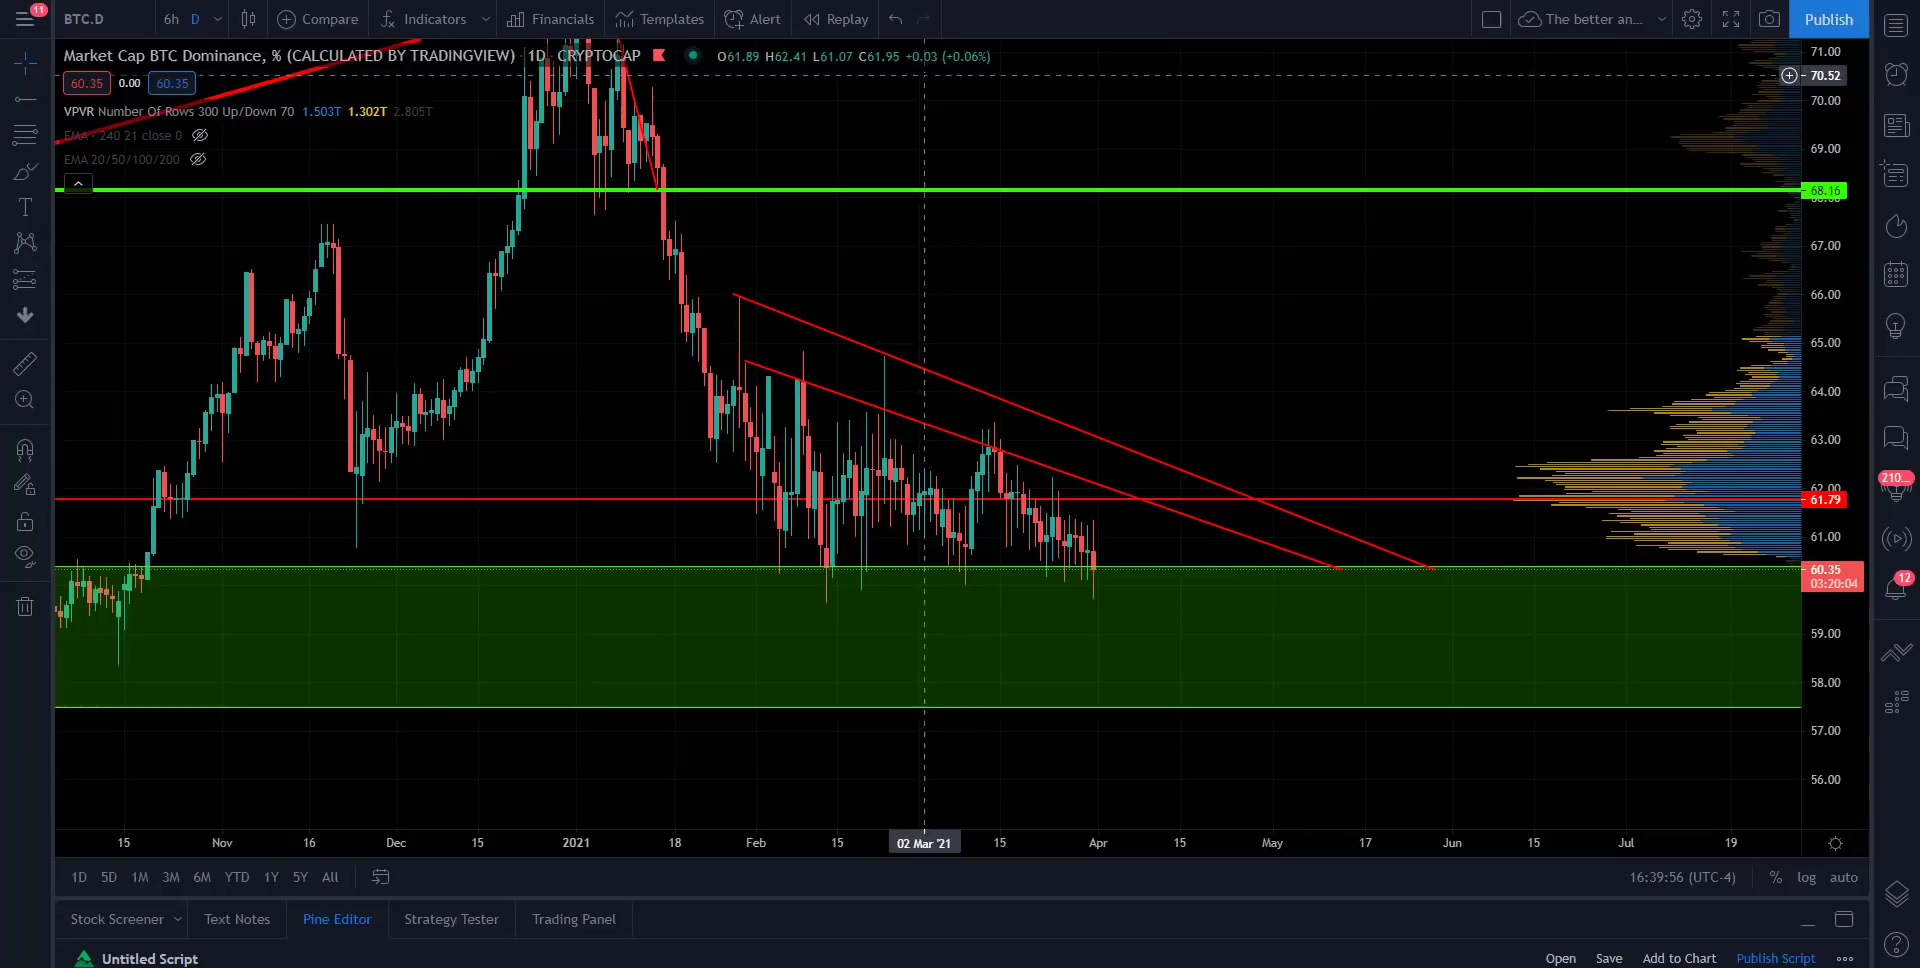 11
BTC.D 6h D Compare Indicators Financials Templates Alert Replay The better an... Publish
Market Cap BTC Dominance, % (CALCULATED BY TRADINGVIEW) · 1D · CRYPTOCAP O61.89 H62.41 L61.07 C61.95 +0.03 (+0.06%)
60.35 0.00 60.35
VPVR Number Of Rows 300 Up/Down 70 1.503T 1.302T 2.805T
EMA · 240 21 close 0
EMA 20/50/100/200
71.00
70.52
70.00
69.00
68.16
68.00
67.00
66.00
65.00
64.00
63.00
62.00
61.79
61.00
60.35
03:20:04
59.00
58.00
57.00
56.00
210...
12
15 Nov 16 Dec 15 2021 18 Feb 15 02 Mar '21 15 Apr 15 May 17 Jun 15 Jul 19
1D 5D 1M 3M 6M YTD 1Y 5Y All 16:39:56 (UTC-4) % log auto
Stock Screener Text Notes Pine Editor Strategy Tester Trading Panel
Untitled Script Open Save Add to Chart Publish Script